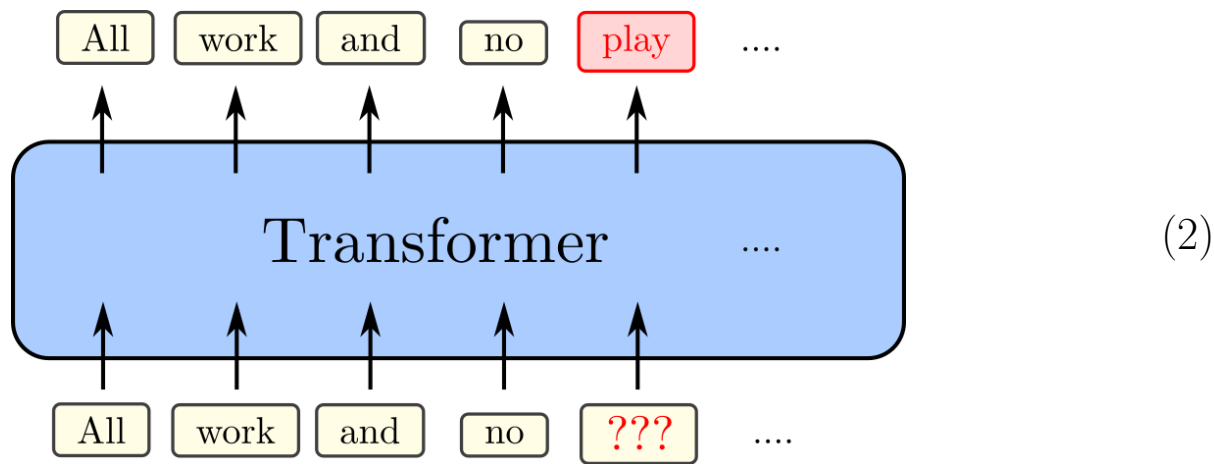 All work and no play ....
Transformer ....
(2)
All work and no ??? ....